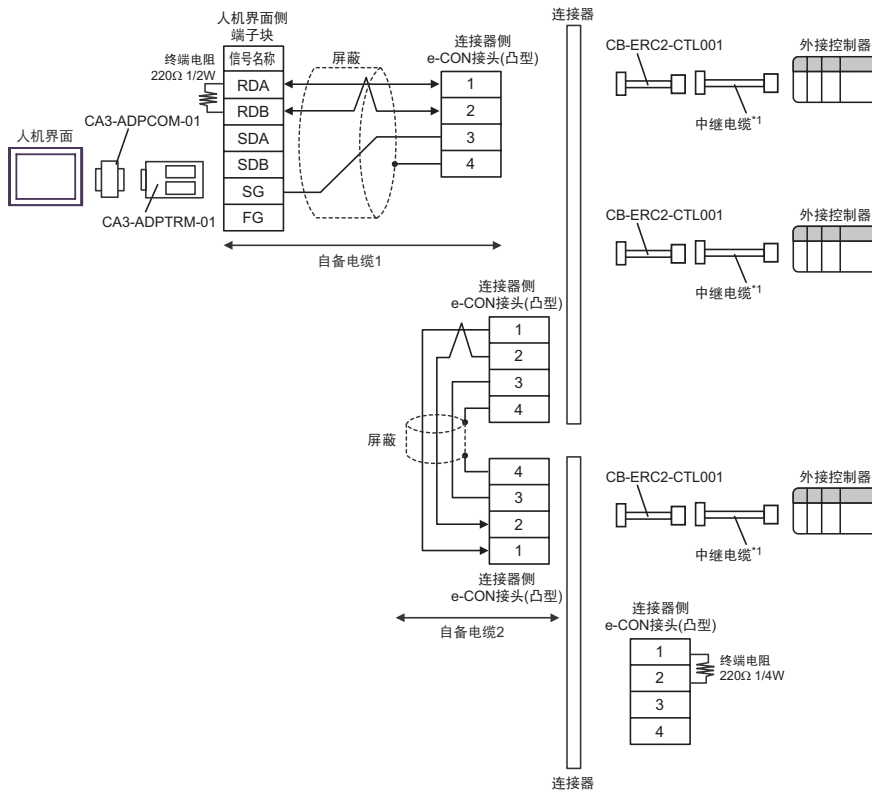 人机界面侧
端子块
终端电阻
220Ω 1/2W
信号名称
RDA
RDB
SDA
SDB
SG
FG
屏蔽
连接器侧
e-CON接头(凸型)
1
2
3
4
人机界面
CA3-ADPCOM-01
CA3-ADPTRM-01
自备电缆1
连接器
CB-ERC2-CTL001
中继电缆*1
外接控制器
CB-ERC2-CTL001
中继电缆*1
外接控制器
连接器侧
e-CON接头(凸型)
1
2
3
4
屏蔽
4
3
2
1
连接器侧
e-CON接头(凸型)
自备电缆2
CB-ERC2-CTL001
中继电缆*1
外接控制器
连接器侧
e-CON接头(凸型)
1
2
3
4
终端电阻
220Ω 1/4W
连接器